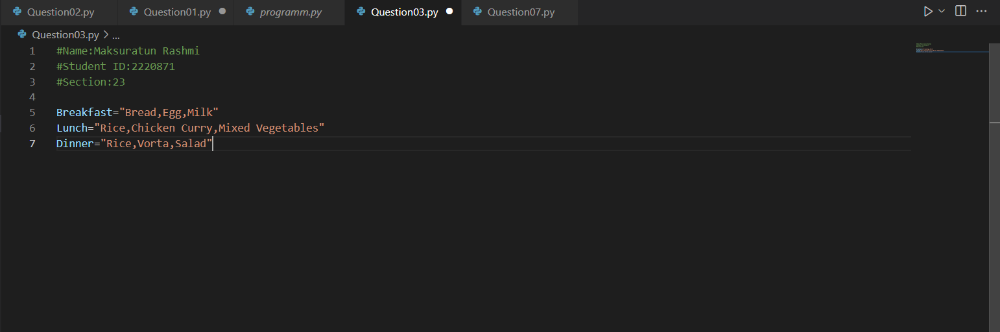 Question02.py Question01.py programm.py Question03.py Question07.py
Question03.py > ...
1 #Name:Maksuratun Rashmi
2 #Student ID:2220871
3 #Section:23
4
5 Breakfast="Bread,Egg,Milk"
6 Lunch="Rice,Chicken Curry,Mixed Vegetables"
7 Dinner="Rice,Vorta,Salad"